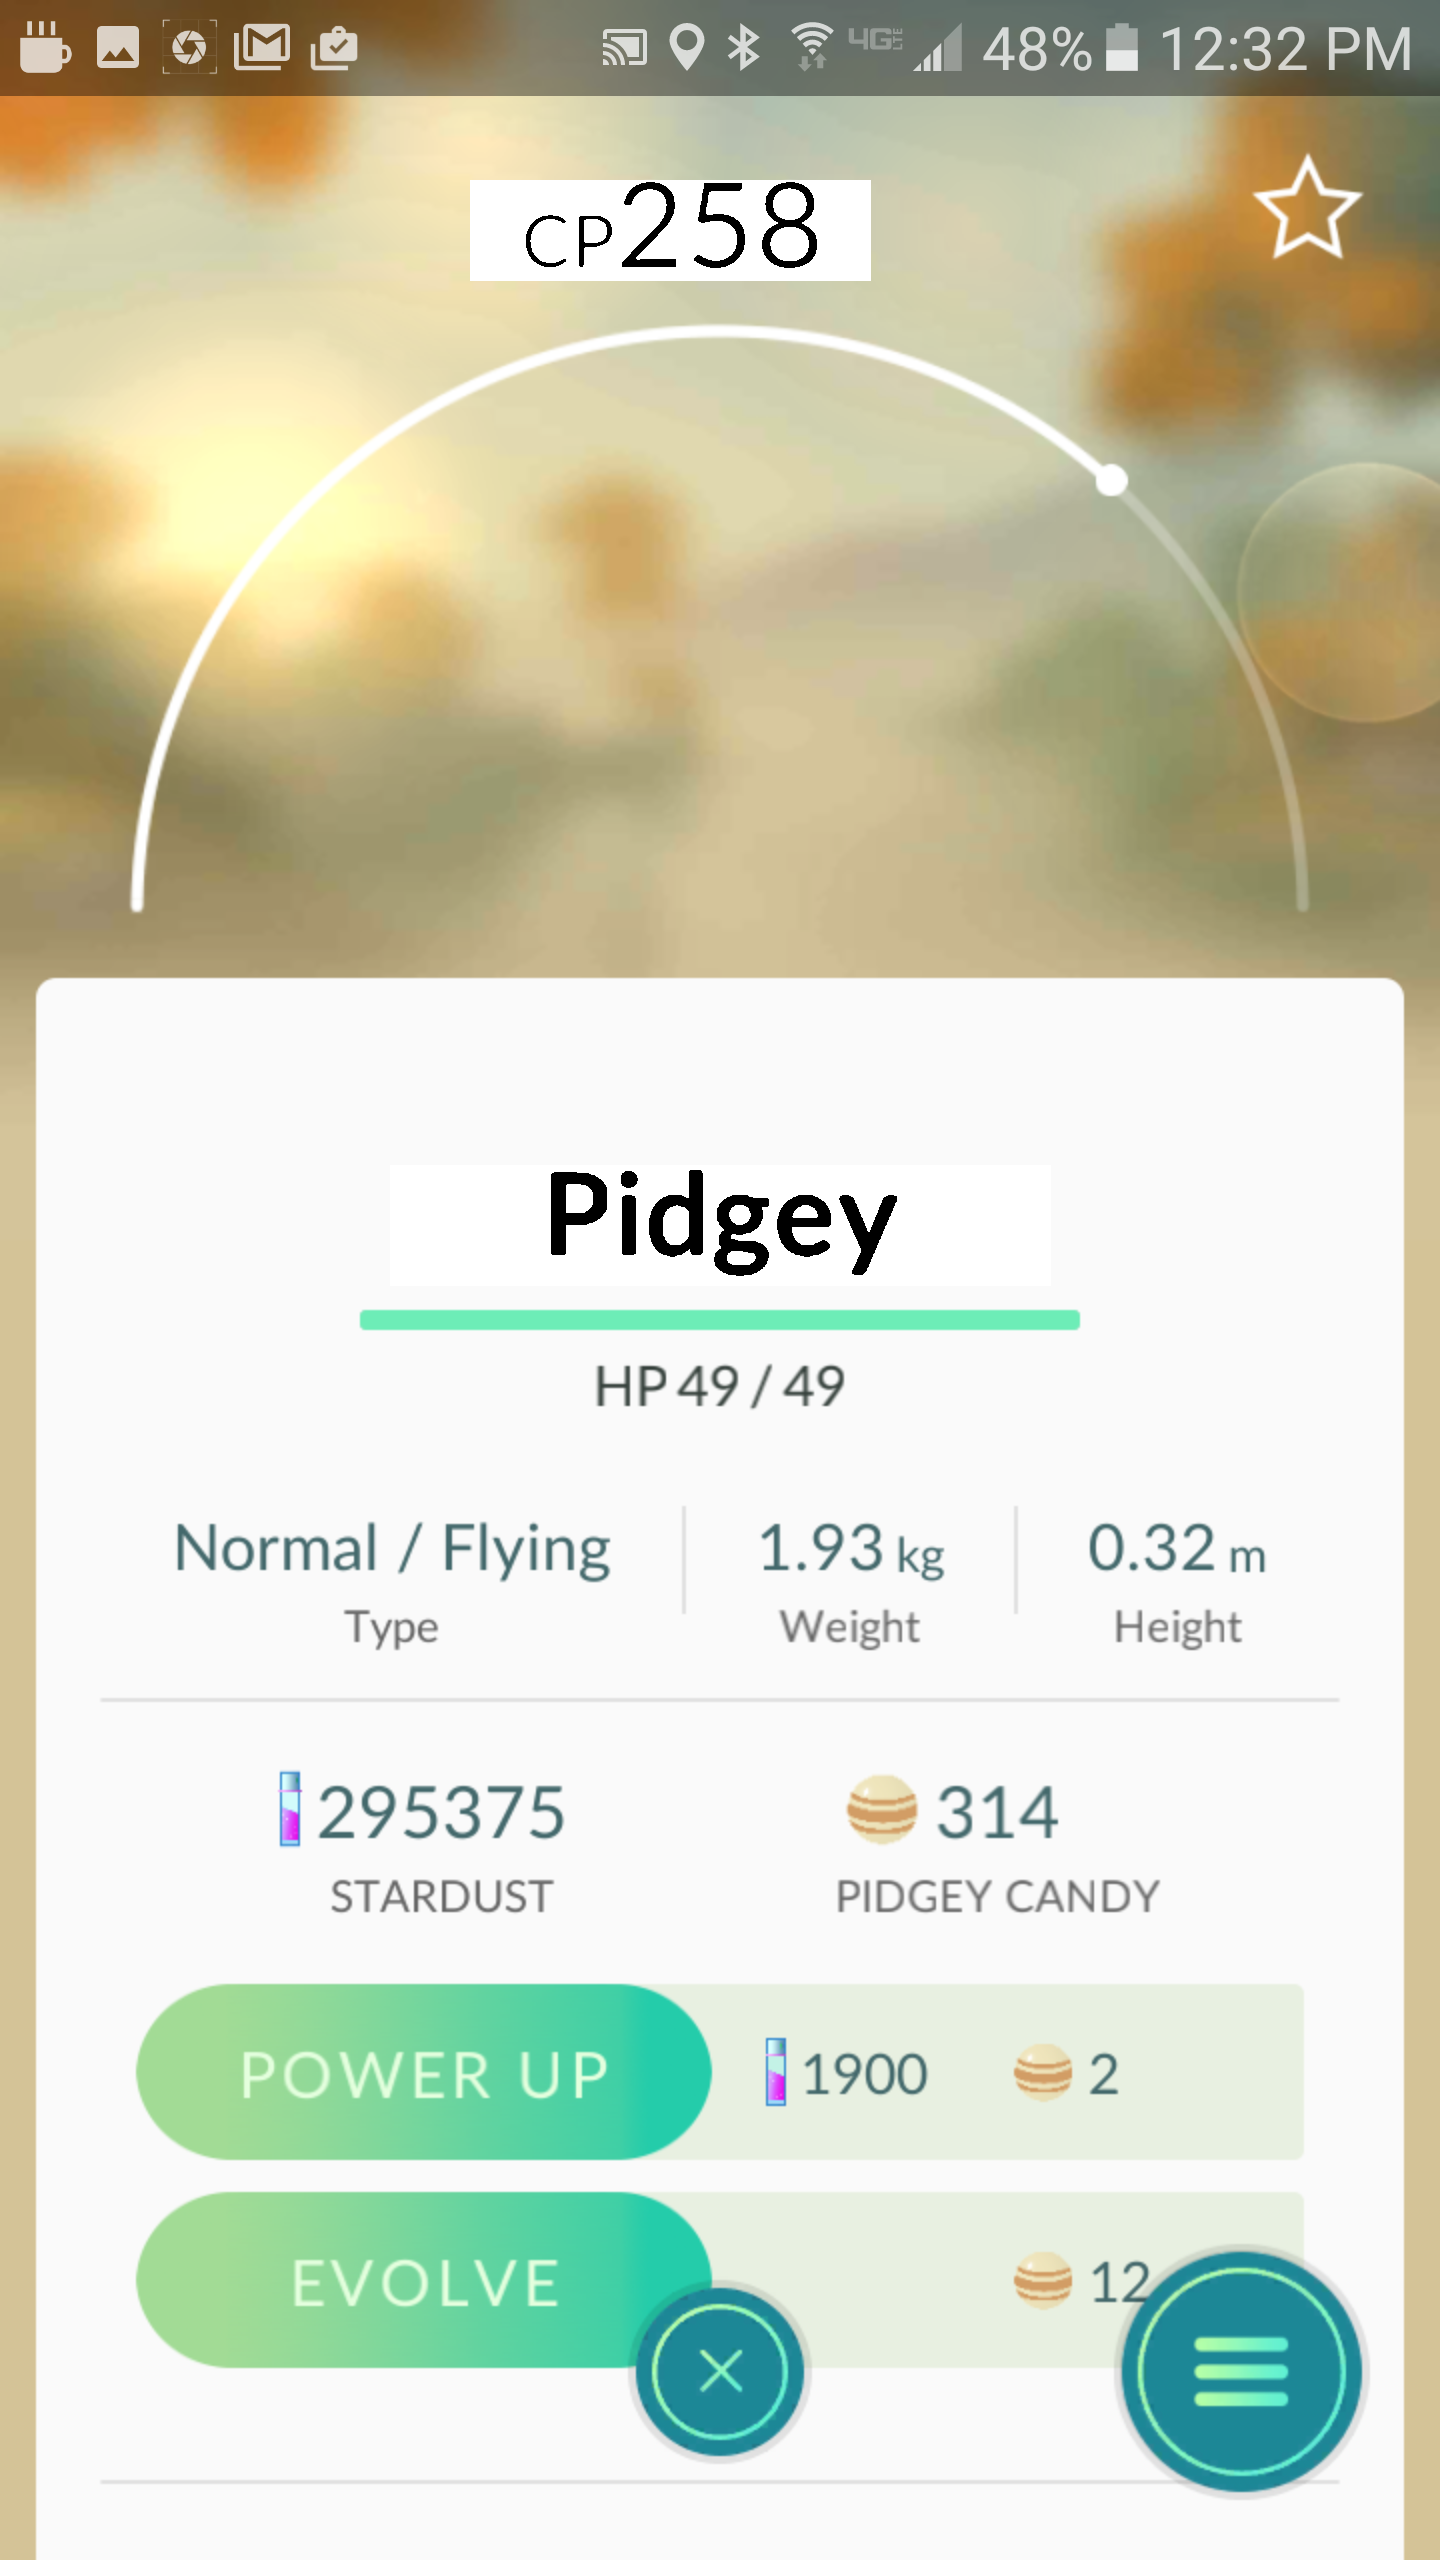 4G LTE 48% 12:32 PM
CP258
Pidgey
HP 49 / 49
Normal / Flying 1.93 kg 0.32 m
Type Weight Height
295375 314
STARDUST PIDGEY CANDY
POWER UP 1900 2
EVOLVE 12